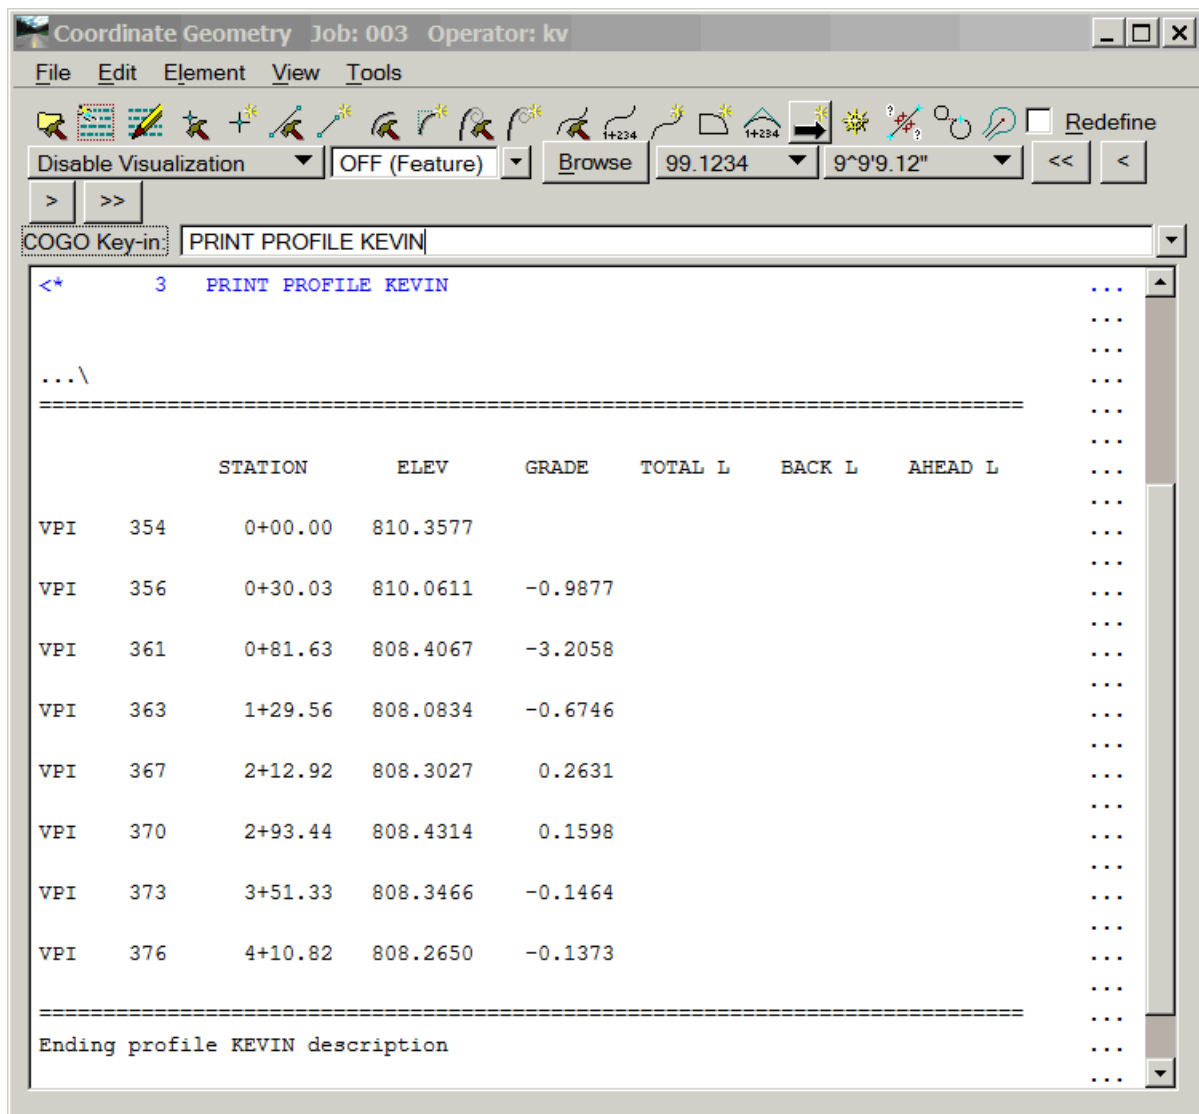 Coordinate Geometry Job: 003 Operator: kv
File Edit Element View Tools
1+234 1+234 Redefine
Disable Visualization OFF (Feature) Browse 99.1234 9^9'9.12" << <
> >>
COGO Key-in: PRINT PROFILE KEVIN
<* 3 PRINT PROFILE KEVIN ...
...
...
...\ ...
============================================================================= ...
...
STATION ELEV GRADE TOTAL L BACK L AHEAD L ...
...
VPI 354 0+00.00 810.3577 ...
...
VPI 356 0+30.03 810.0611 -0.9877 ...
...
VPI 361 0+81.63 808.4067 -3.2058 ...
...
VPI 363 1+29.56 808.0834 -0.6746 ...
...
VPI 367 2+12.92 808.3027 0.2631 ...
...
VPI 370 2+93.44 808.4314 0.1598 ...
...
VPI 373 3+51.33 808.3466 -0.1464 ...
...
VPI 376 4+10.82 808.2650 -0.1373 ...
...
============================================================================= ...
Ending profile KEVIN description ...
...